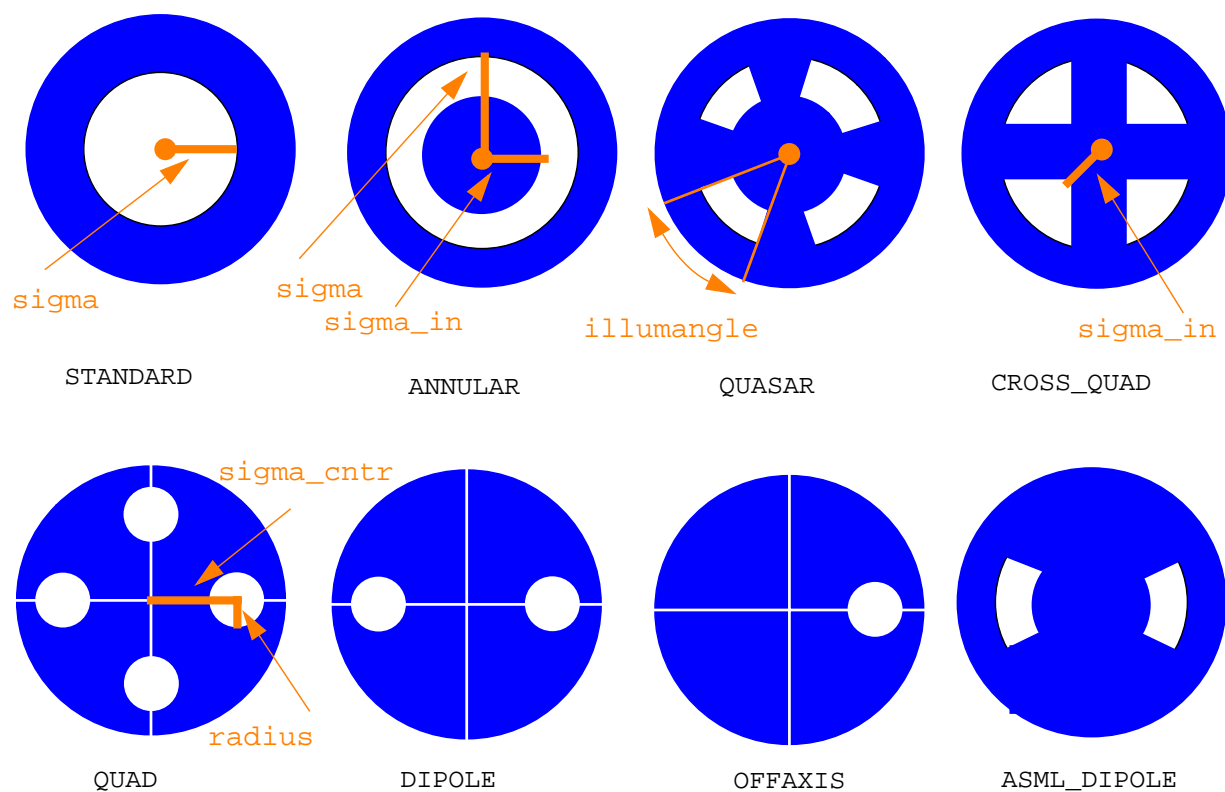 sigma
sigma
sigma_in
illumangle
sigma_in
STANDARD
ANNULAR
QUASAR
CROSS_QUAD
sigma_cntr
radius
QUAD
DIPOLE
OFFAXIS
ASML_DIPOLE